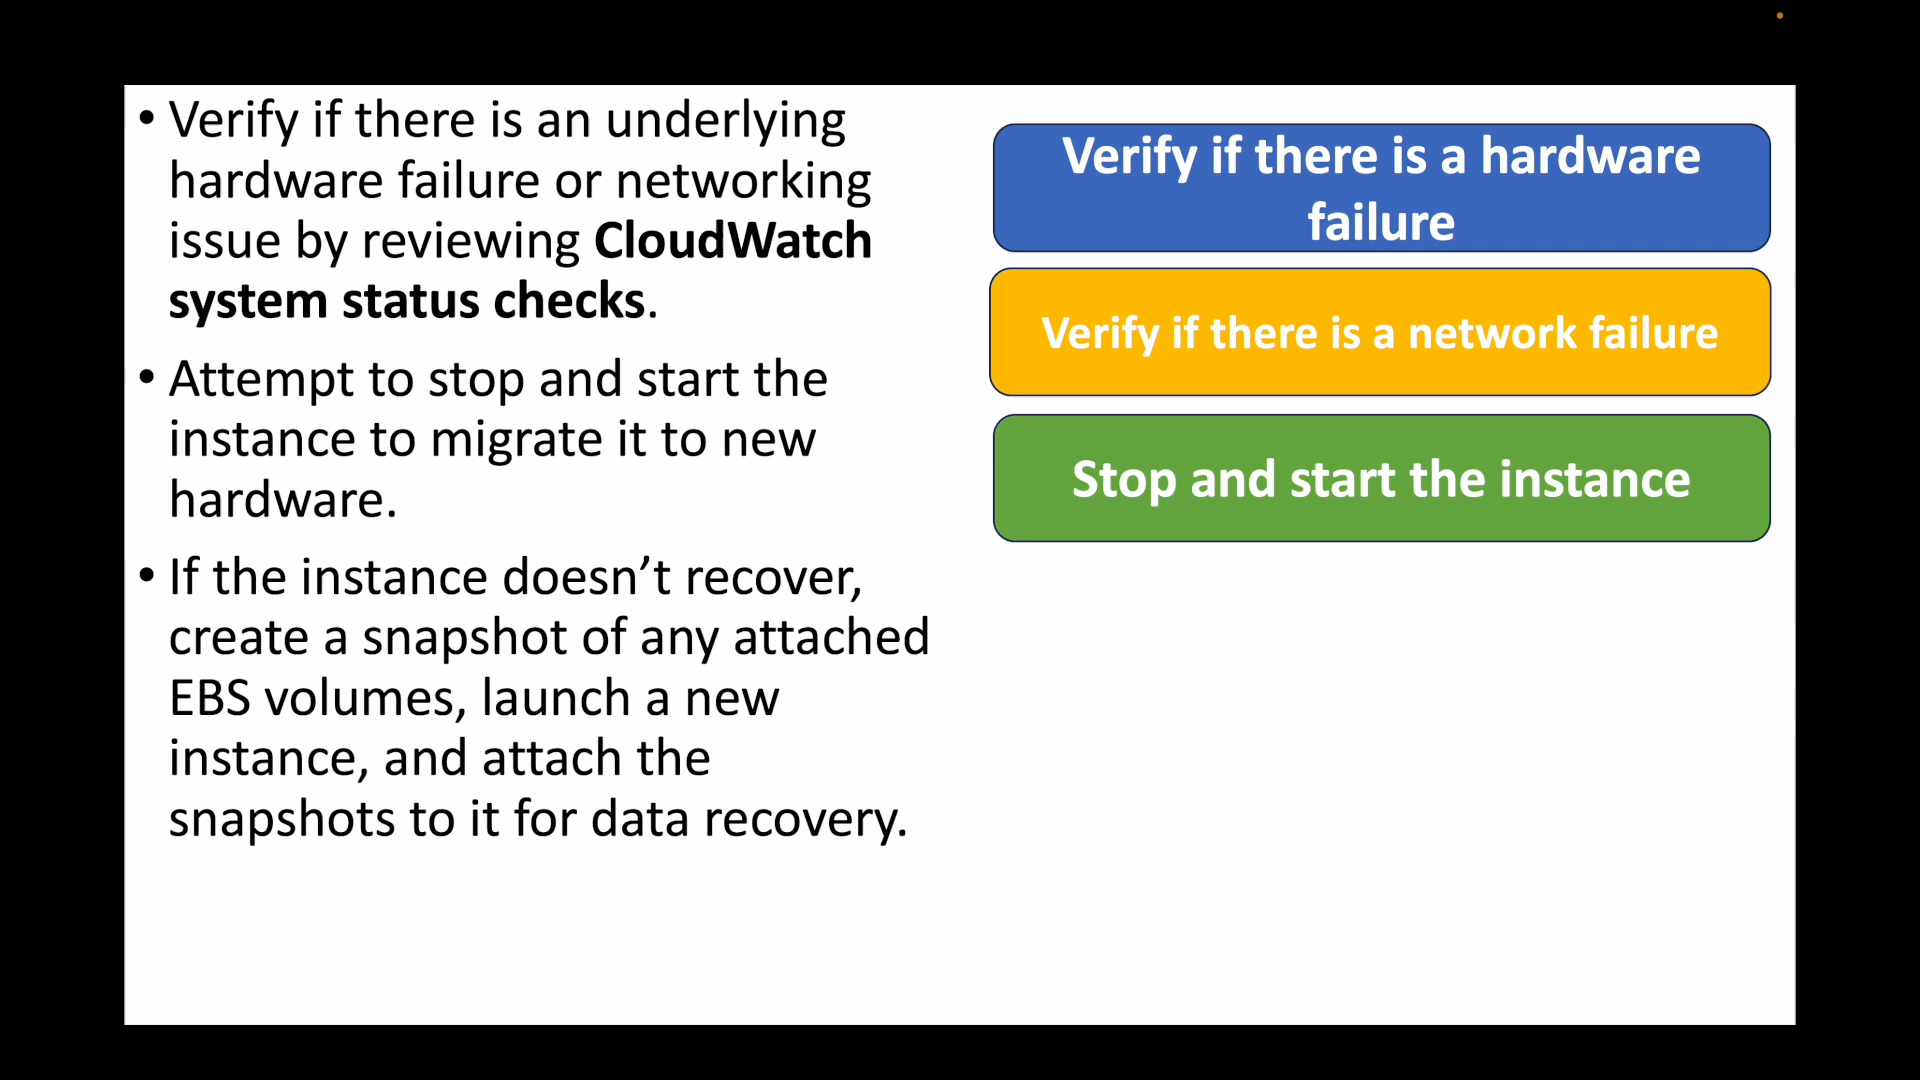 • Verify if there is an underlying
hardware failure or networking
issue by reviewing CloudWatch
system status checks.
• Attempt to stop and start the
instance to migrate it to new
hardware.
• If the instance doesn’t recover,
create a snapshot of any attached
EBS volumes, launch a new
instance, and attach the
snapshots to it for data recovery.
Verify if there is a hardware
failure
Verify if there is a network failure
Stop and start the instance